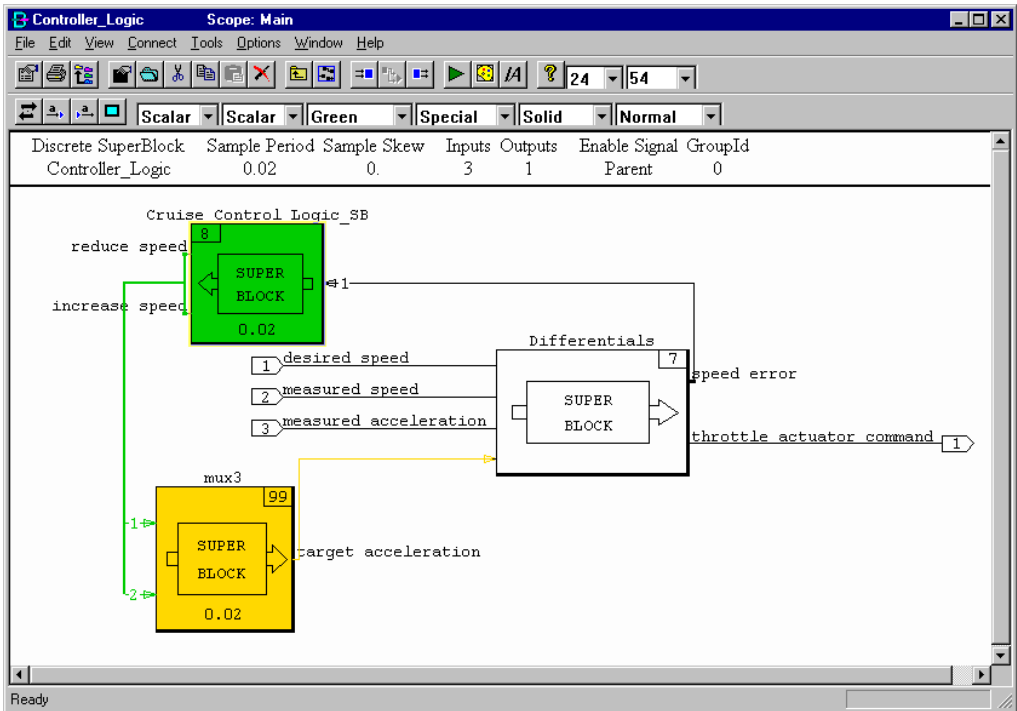 Controller_Logic Scope: Main
File Edit View Connect Tools Options Window Help
IA ? 24 54
a a Scalar Scalar Green Special Solid Normal
Discrete SuperBlock Sample Period Sample Skew Inputs Outputs Enable Signal GroupId
Controller_Logic 0.02 0. 3 1 Parent 0
Cruise Control Logic_SB
8
reduce speed
SUPER
BLOCK
1
increase speed
0.02
Differentials
7
1 desired speed
speed error
2 measured speed
SUPER
BLOCK
3 measured acceleration
throttle actuator command 1
mux3
99
1
SUPER
BLOCK
target acceleration
2
0.02
Ready